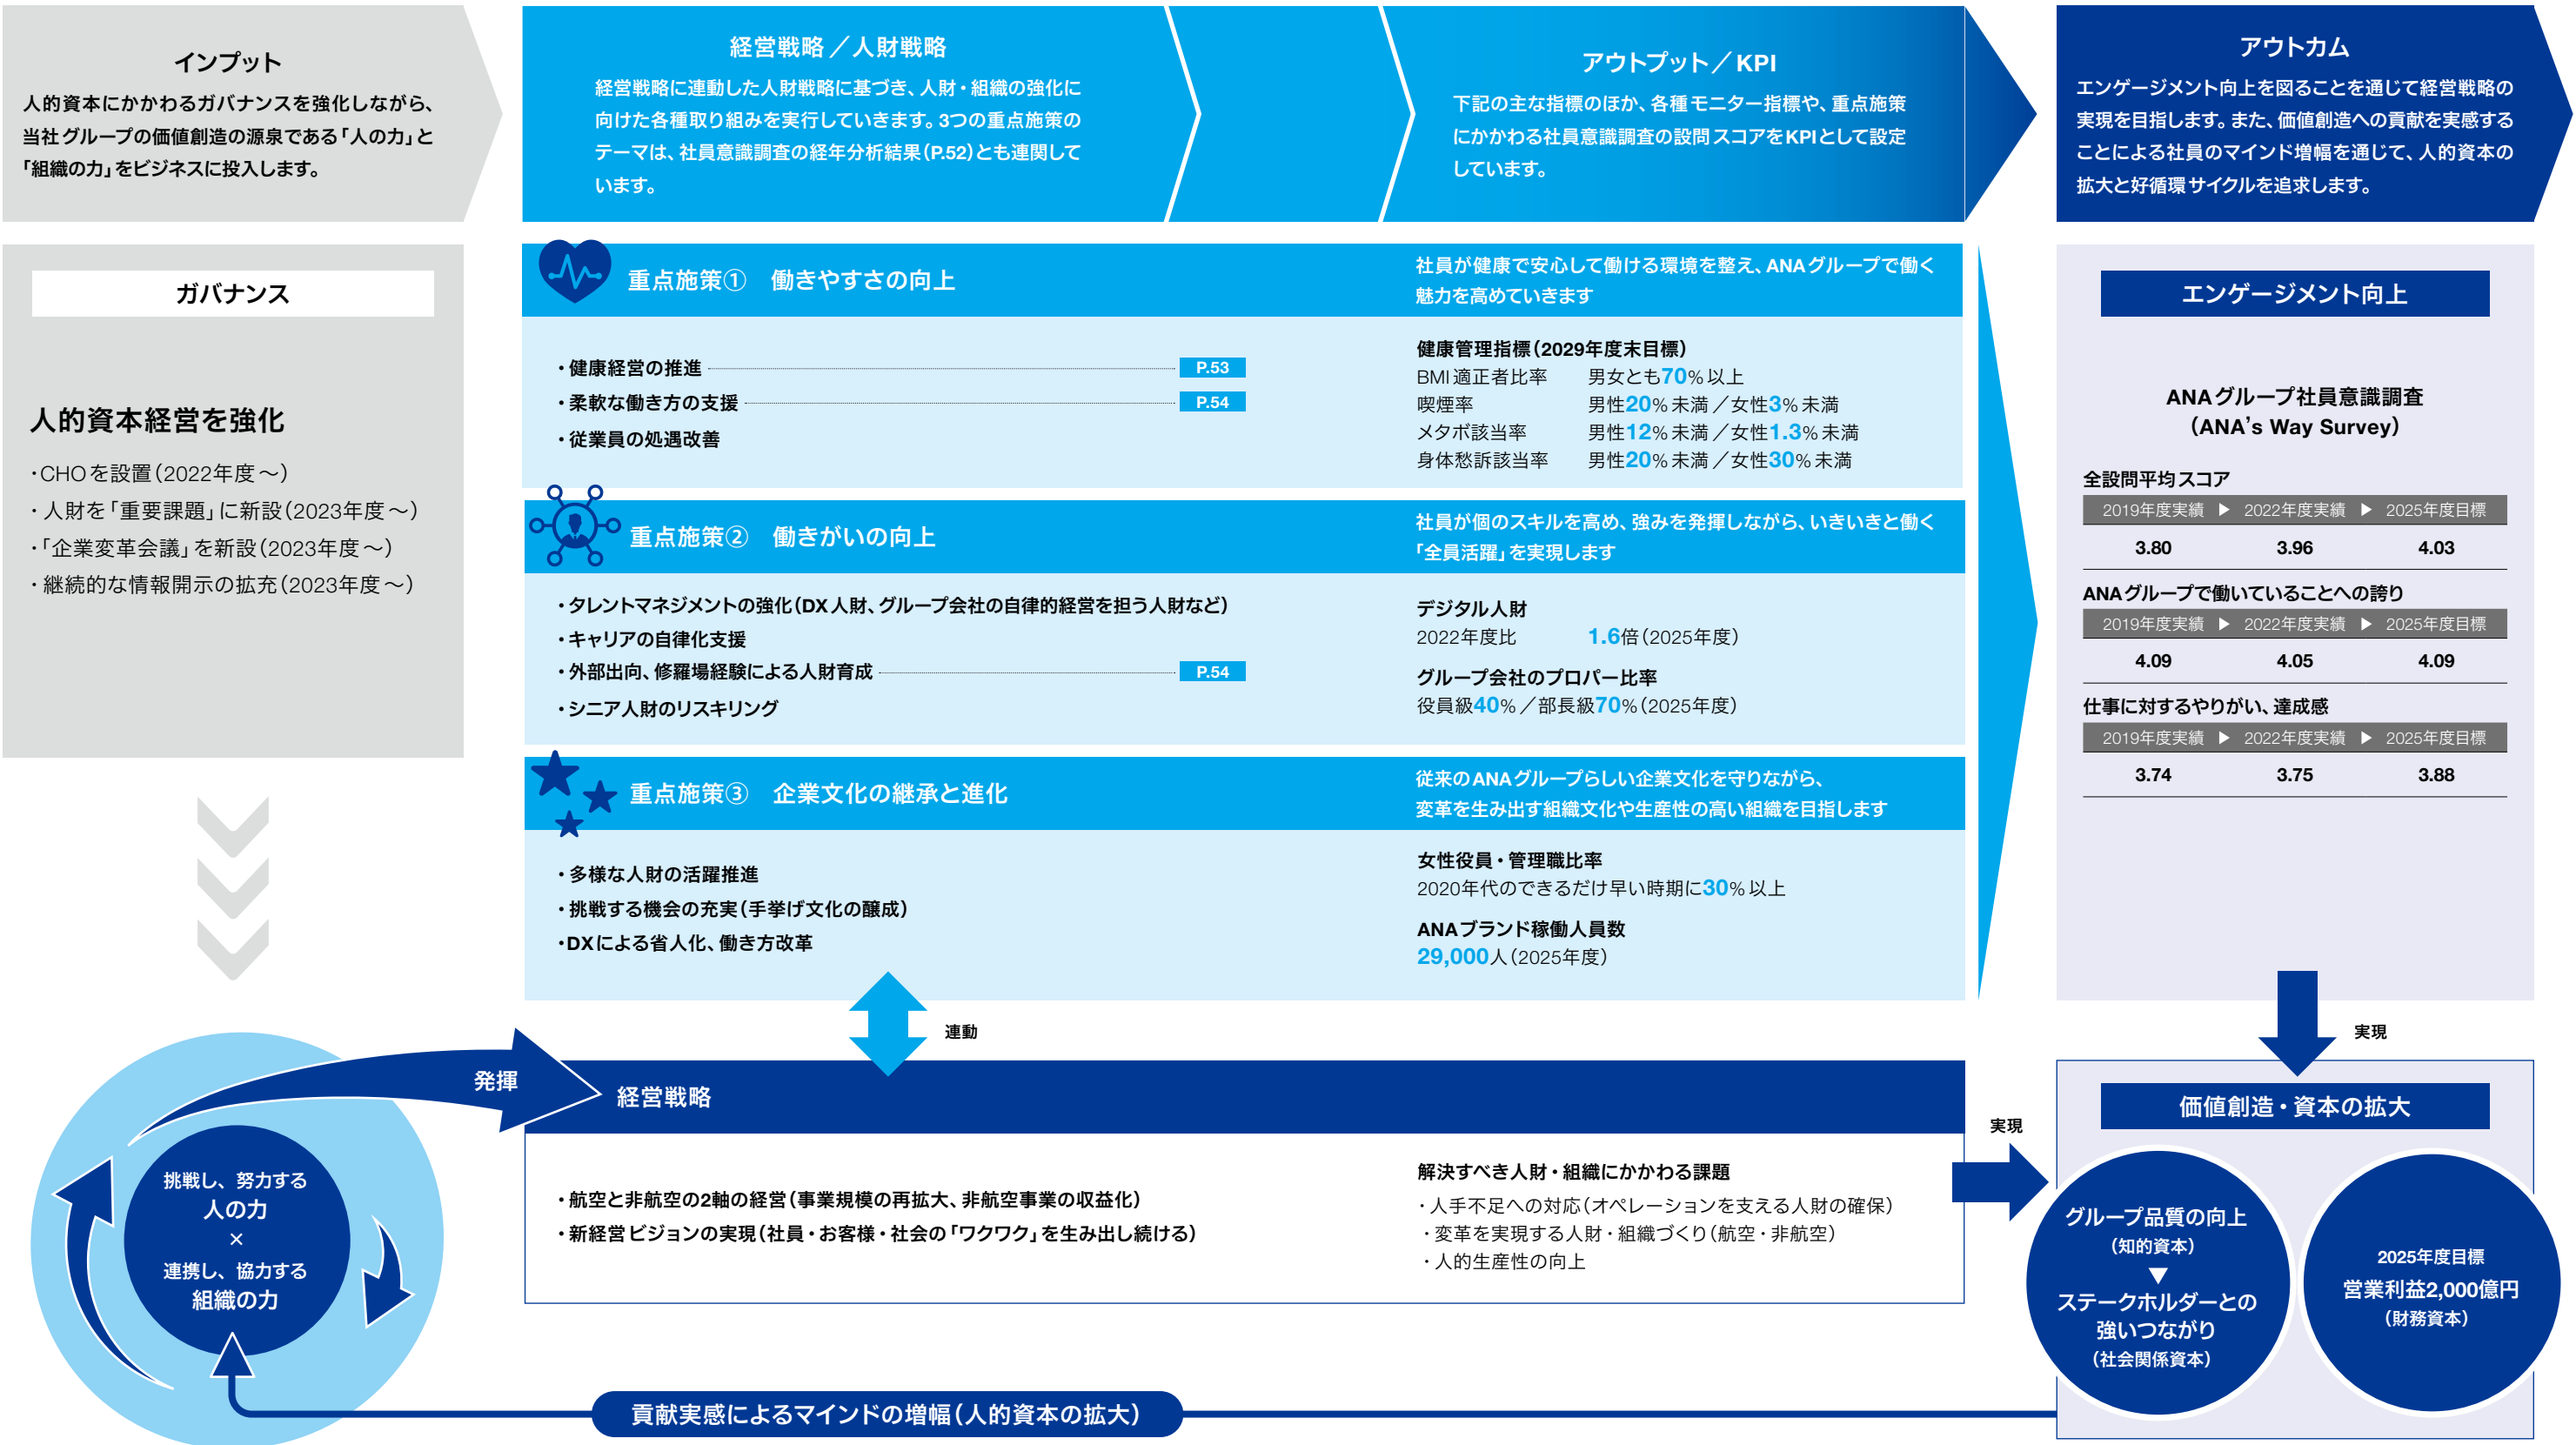 インプット
人的資本にかかわるガバナンスを強化しながら、
当社グループの価値創造の源泉である「人の力」と
「組織の力」をビジネスに投入します。
経営戦略／人財戦略
経営戦略に連動した人財戦略に基づき、人財・組織の強化に
向けた各種取り組みを実行していきます。3つの重点施策の
テーマは、社員意識調査の経年分析結果（P.52）とも連関して
います。
アウトプット／KPI
下記の主な指標のほか、各種モニター指標や、重点施策
にかかわる社員意識調査の設問スコアをKPIとして設定
しています。
アウトカム
エンゲージメント向上を図ることを通じて経営戦略の
実現を目指します。また、価値創造への貢献を実感する
ことによる社員のマインド増幅を通じて、人的資本の
拡大と好循環サイクルを追求します。
ガバナンス
人的資本経営を強化
・CHOを設置（2022年度～）
・人財を「重要課題」に新設（2023年度～）
・「企業変革会議」を新設（2023年度～）
・継続的な情報開示の拡充（2023年度～）
重点施策① 働きやすさの向上
社員が健康で安心して働ける環境を整え、ANAグループで働く
魅力を高めていきます
・健康経営の推進 P.53
・柔軟な働き方の支援 P.54
・従業員の処遇改善
健康管理指標（2029年度末目標）
BMI適正者比率 男女とも70%以上
喫煙率 男性20%未満／女性3%未満
メタボ該当率 男性12%未満／女性1.3%未満
身体愁訴該当率 男性20%未満／女性30%未満
重点施策② 働きがいの向上
社員が個のスキルを高め、強みを発揮しながら、いきいきと働く
「全員活躍」を実現します
・タレントマネジメントの強化（DX人財、グループ会社の自律的経営を担う人財など）
・キャリアの自律化支援
・外部出向、修羅場経験による人財育成 P.54
・シニア人財のリスキリング
デジタル人財
2022年度比 1.6倍（2025年度）
グループ会社のプロパー比率
役員級40%／部長級70%（2025年度）
重点施策③ 企業文化の継承と進化
従来のANAグループらしい企業文化を守りながら、
変革を生み出す組織文化や生産性の高い組織を目指します
・多様な人財の活躍推進
・挑戦する機会の充実（手挙げ文化の醸成）
・DXによる省人化、働き方改革
女性役員・管理職比率
2020年代のできるだけ早い時期に30%以上
ANAブランド稼働人員数
29,000人（2025年度）
エンゲージメント向上
ANAグループ社員意識調査
（ANA's Way Survey）
全設問平均スコア
2019年度実績 ▶ 2022年度実績 ▶ 2025年度目標
3.80 3.96 4.03
ANAグループで働いていることへの誇り
2019年度実績 ▶ 2022年度実績 ▶ 2025年度目標
4.09 4.05 4.09
仕事に対するやりがい、達成感
2019年度実績 ▶ 2022年度実績 ▶ 2025年度目標
3.74 3.75 3.88
連動
実現
発揮
挑戦し、努力する
人の力
×
連携し、協力する
組織の力
経営戦略
・航空と非航空の2軸の経営（事業規模の再拡大、非航空事業の収益化）
・新経営ビジョンの実現（社員・お客様・社会の「ワクワク」を生み出し続ける）
解決すべき人財・組織にかかわる課題
・人手不足への対応（オペレーションを支える人財の確保）
・変革を実現する人財・組織づくり（航空・非航空）
・人的生産性の向上
実現
価値創造・資本の拡大
グループ品質の向上
（知的資本）
▼
ステークホルダーとの
強いつながり
（社会関係資本）
2025年度目標
営業利益2,000億円
（財務資本）
貢献実感によるマインドの増幅（人的資本の拡大）